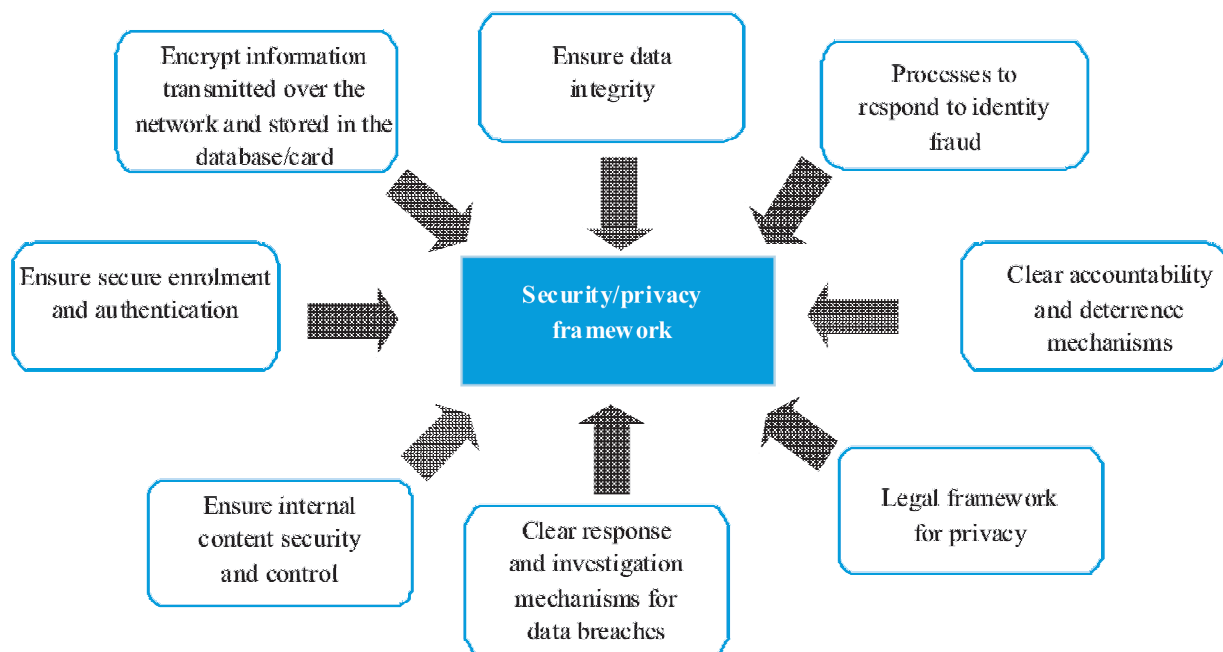 Encrypt information
transmitted over the
network and stored in the
database/card
Ensure data
integrity
Processes to
respond to identity
fraud
Ensure secure enrolment
and authentication
Security/privacy
framework
Clear accountability
and deterrence
mechanisms
Ensure internal
content security
and control
Clear response
and investigation
mechanisms for
data breaches
Legal framework
for privacy